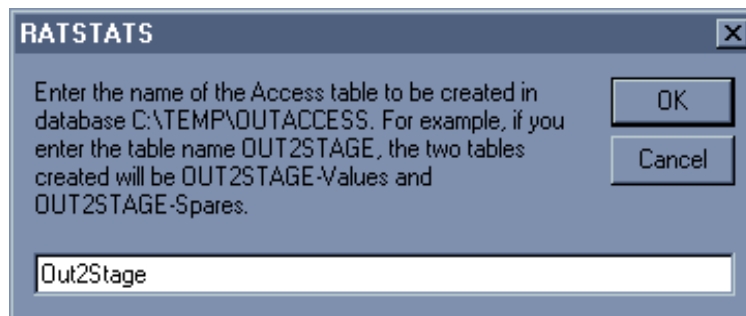 RATSTATS
Enter the name of the Access table to be created in
database C:\TEMP\OUTACCESS. For example, if you
enter the table name OUT2STAGE, the two tables
created will be OUT2STAGE-Values and
OUT2STAGE-Spares.
OK
Cancel
Out2Stage